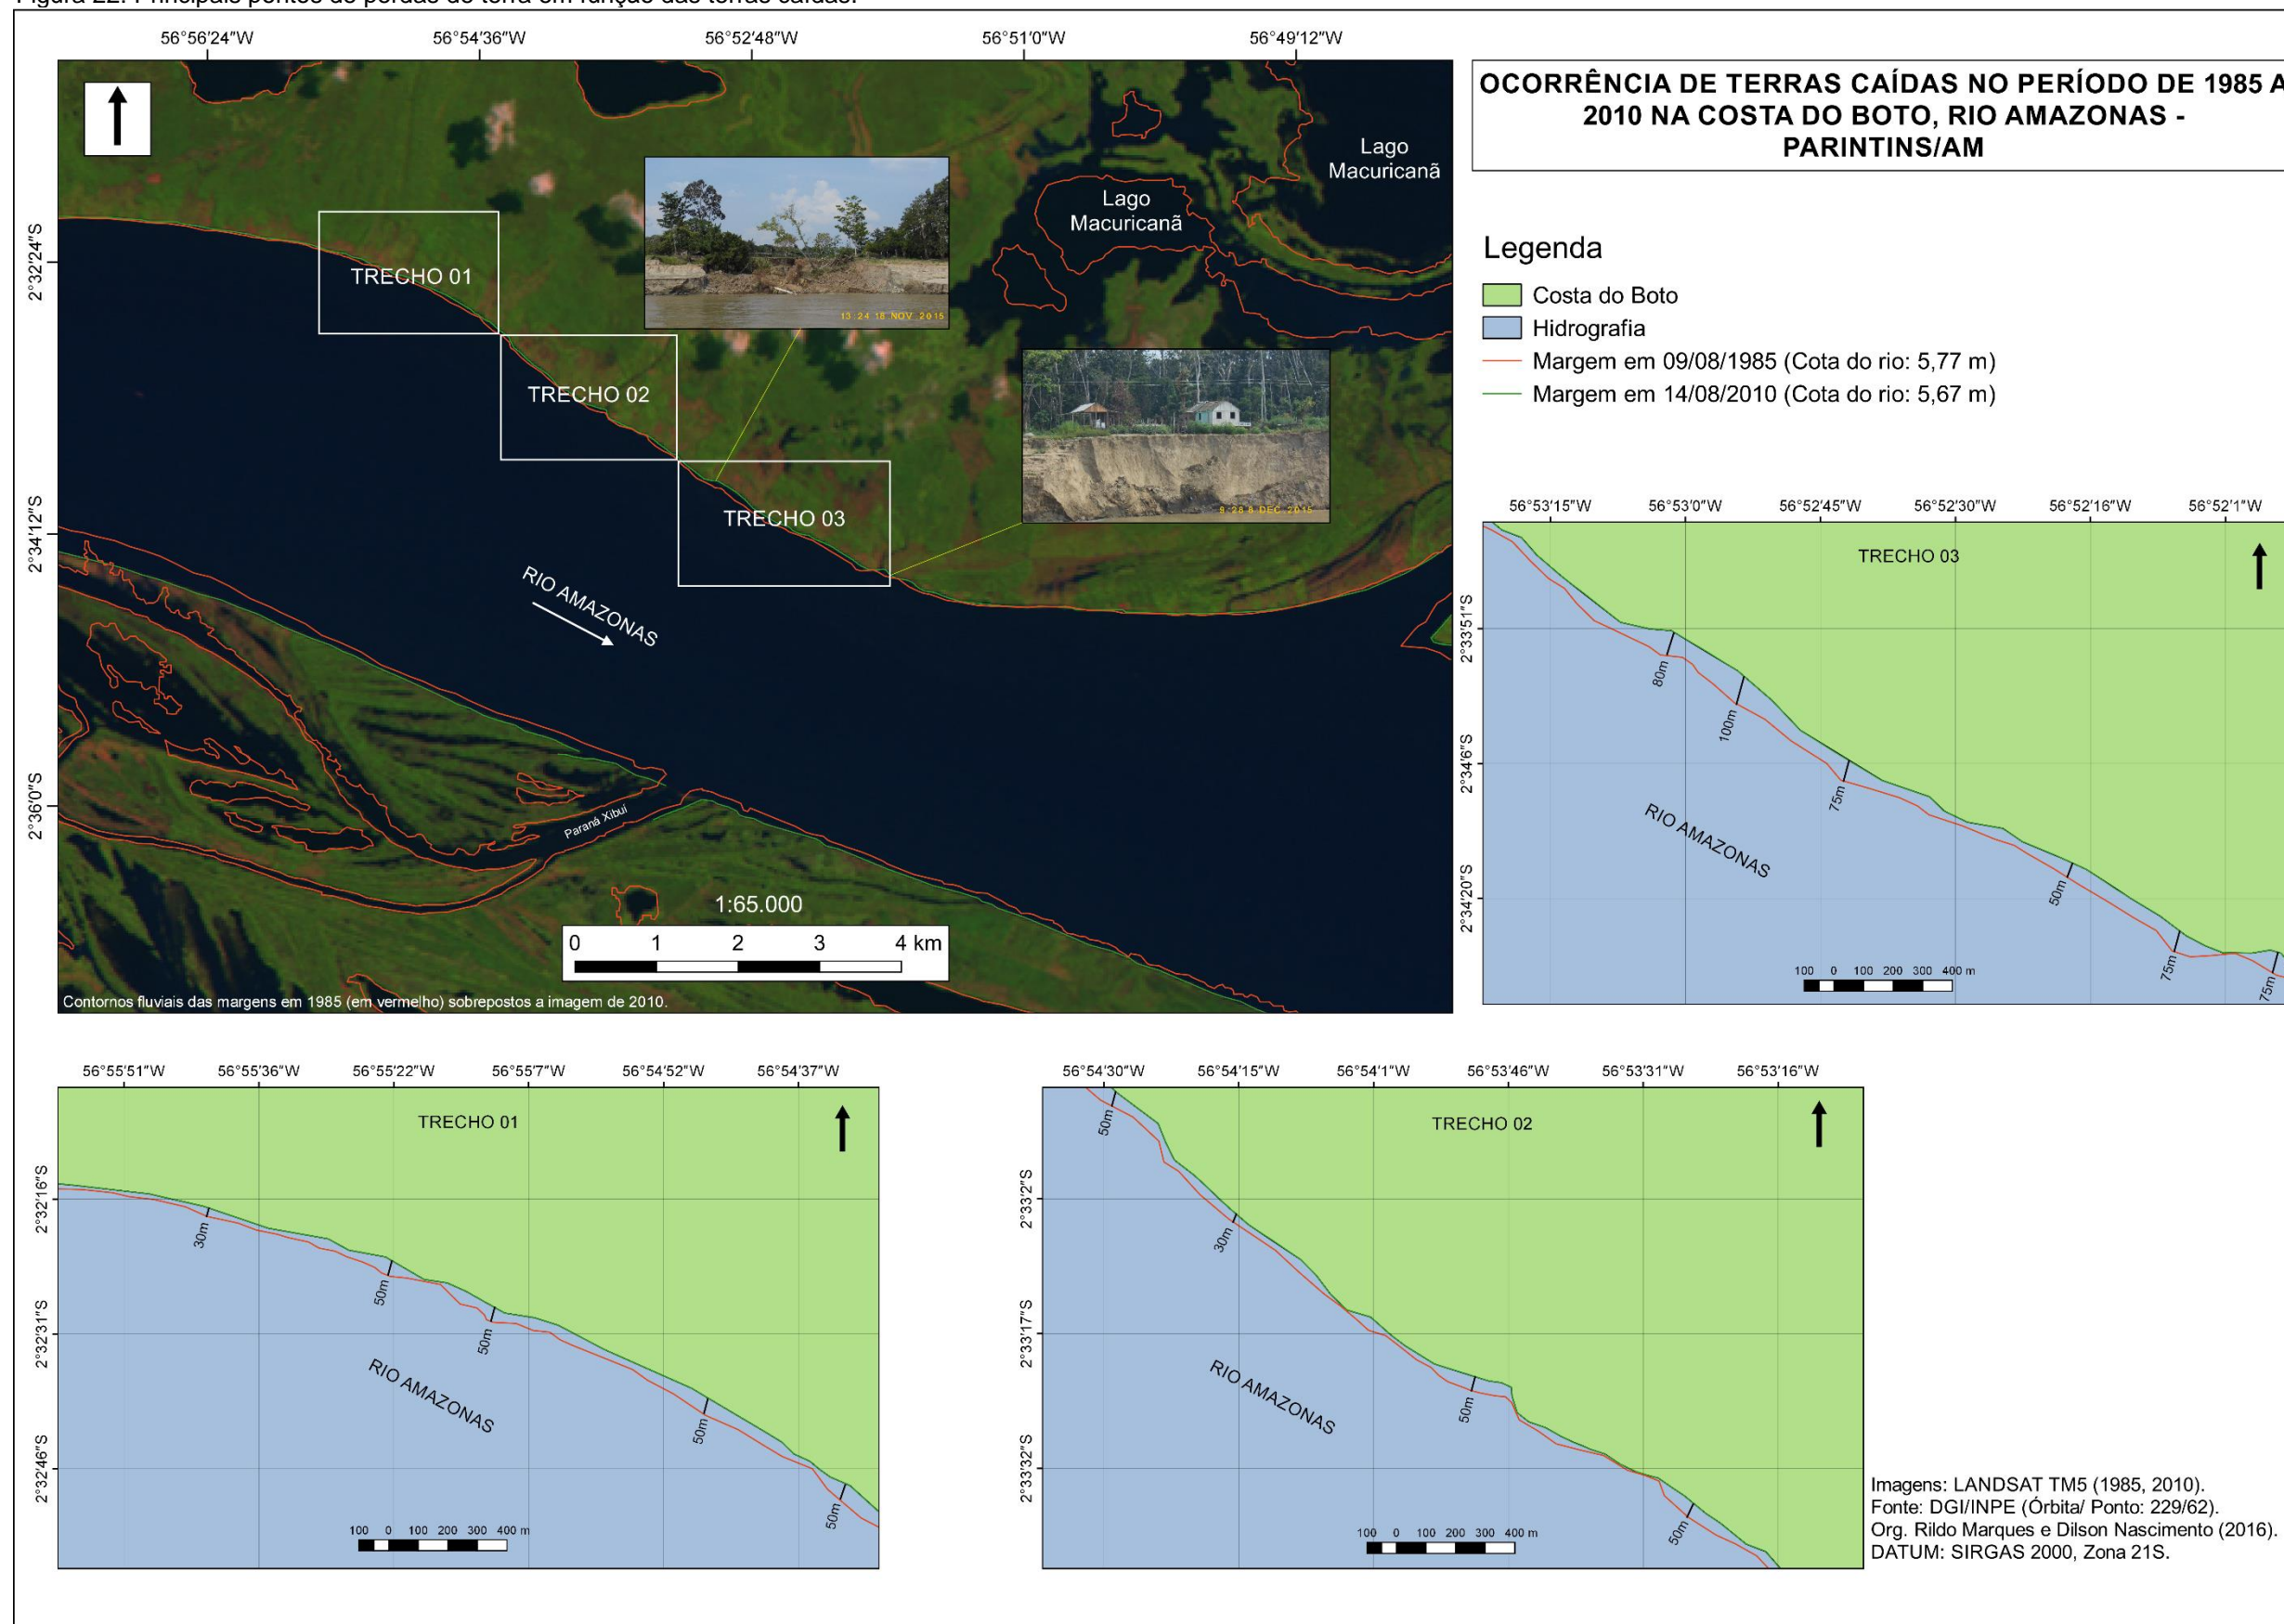 Figura 22: Principais pontos de perdas de terra em função das terras caídas.
56°56'24"W 56°54'36"W 56°52'48"W 56°51'0"W 56°49'12"W
2°32'24"S
2°34'12"S
2°36'0"S
Lago
Macuricanã
Lago
Macuricanã
TRECHO 01
13:24 18 NOV 2015
TRECHO 02
9:28 8 DEC 2015
TRECHO 03
RIO AMAZONAS
Paraná Xibuí
1:65.000
0 1 2 3 4 km
Contornos fluviais das margens em 1985 (em vermelho) sobrepostos a imagem de 2010.
OCORRÊNCIA DE TERRAS CAÍDAS NO PERÍODO DE 1985 A
2010 NA COSTA DO BOTO, RIO AMAZONAS -
PARINTINS/AM
Legenda
Costa do Boto
Hidrografia
Margem em 09/08/1985 (Cota do rio: 5,77 m)
Margem em 14/08/2010 (Cota do rio: 5,67 m)
56°53'15"W 56°53'0"W 56°52'45"W 56°52'30"W 56°52'16"W 56°52'1"W
2°33'51"S
2°34'6"S
2°34'20"S
TRECHO 03
80m
100m
75m
50m
75m
75m
RIO AMAZONAS
100 0 100 200 300 400 m
56°55'51"W 56°55'36"W 56°55'22"W 56°55'7"W 56°54'52"W 56°54'37"W
2°32'16"S
2°32'31"S
2°32'46"S
TRECHO 01
30m
50m
50m
50m
50m
RIO AMAZONAS
100 0 100 200 300 400 m
56°54'30"W 56°54'15"W 56°54'1"W 56°53'46"W 56°53'31"W 56°53'16"W
2°33'2"S
2°33'17"S
2°33'32"S
TRECHO 02
50m
30m
50m
50m
RIO AMAZONAS
100 0 100 200 300 400 m
Imagens: LANDSAT TM5 (1985, 2010).
Fonte: DGI/INPE (Órbita/ Ponto: 229/62).
Org. Rildo Marques e Dilson Nascimento (2016).
DATUM: SIRGAS 2000, Zona 21S.